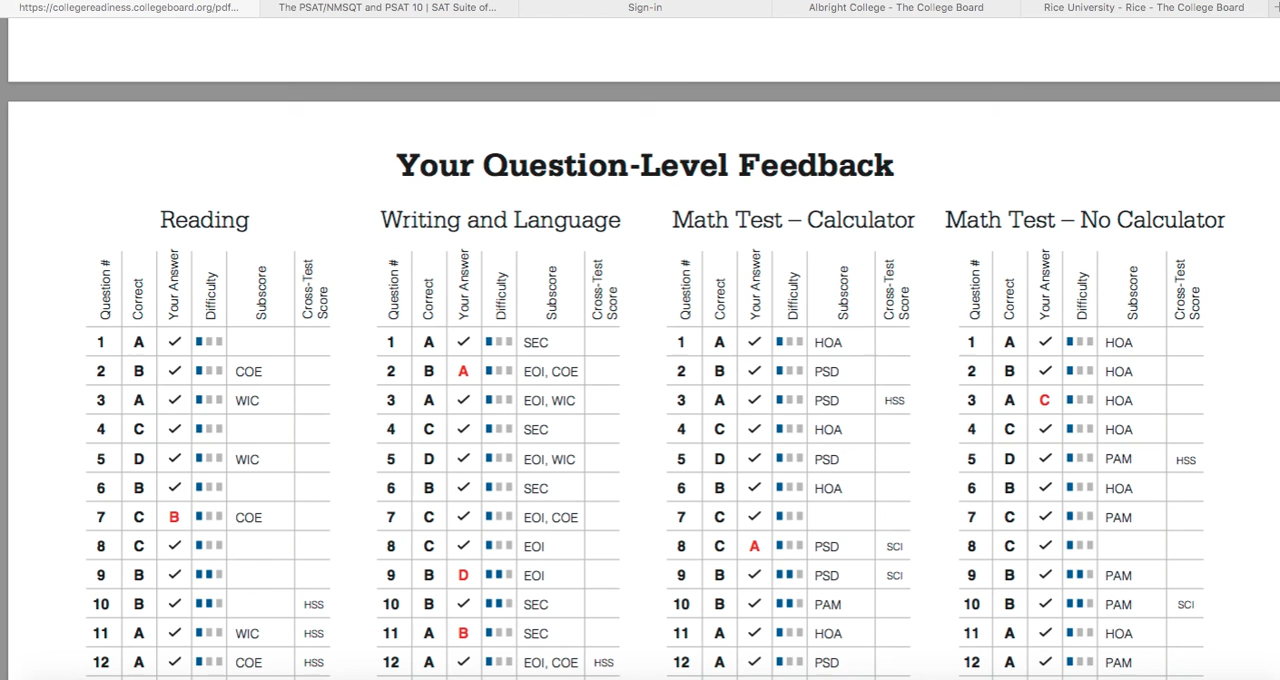 https://collegereadiness.collegeboard.org/pdf... The PSAT/NMSQT and PSAT 10 | SAT Suite of... Sign-in Albright College - The College Board Rice University - Rice - The College Board +
Your Question-Level Feedback
Reading Writing and Language Math Test – Calculator Math Test – No Calculator
Question # Correct Your Answer Difficulty Subscore Cross-Test Score Question # Correct Your Answer Difficulty Subscore Cross-Test Score Question # Correct Your Answer Difficulty Subscore Cross-Test Score Question # Correct Your Answer Difficulty Subscore Cross-Test Score
1 A ✓ 1 A ✓ SEC 1 A ✓ HOA 1 A ✓ HOA
2 B ✓ COE 2 B A EOI, COE 2 B ✓ PSD 2 B ✓ HOA
3 A ✓ WIC 3 A ✓ EOI, WIC 3 A ✓ PSD HSS 3 A C HOA
4 C ✓ 4 C ✓ SEC 4 C ✓ HOA 4 C ✓ HOA
5 D ✓ WIC 5 D ✓ EOI, WIC 5 D ✓ PSD 5 D ✓ PAM HSS
6 B ✓ 6 B ✓ SEC 6 B ✓ HOA 6 B ✓ HOA
7 C B COE 7 C ✓ EOI, COE 7 C ✓ 7 C ✓ PAM
8 C ✓ 8 C ✓ EOI 8 C A PSD SCI 8 C ✓
9 B ✓ 9 B D EOI 9 B ✓ PSD SCI 9 B ✓ PAM
10 B ✓ HSS 10 B ✓ SEC 10 B ✓ PAM 10 B ✓ PAM SCI
11 A ✓ WIC HSS 11 A B SEC 11 A ✓ HOA 11 A ✓ HOA
12 A ✓ COE HSS 12 A ✓ EOI, COE HSS 12 A ✓ PSD 12 A ✓ PAM